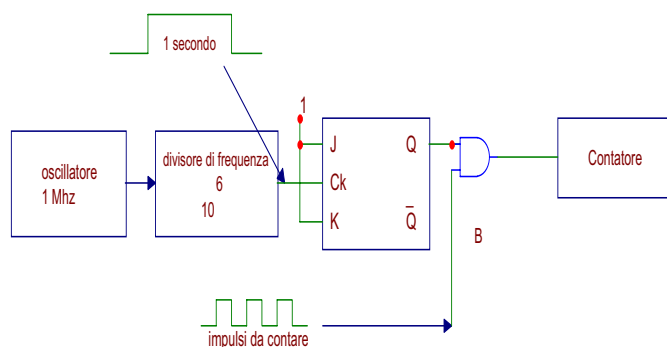 1 secondo
1
oscillatore
1 Mhz
divisore di frequenza
6
10
J
Q
Ck
K
Q̅
Contatore
B
impulsi da contare